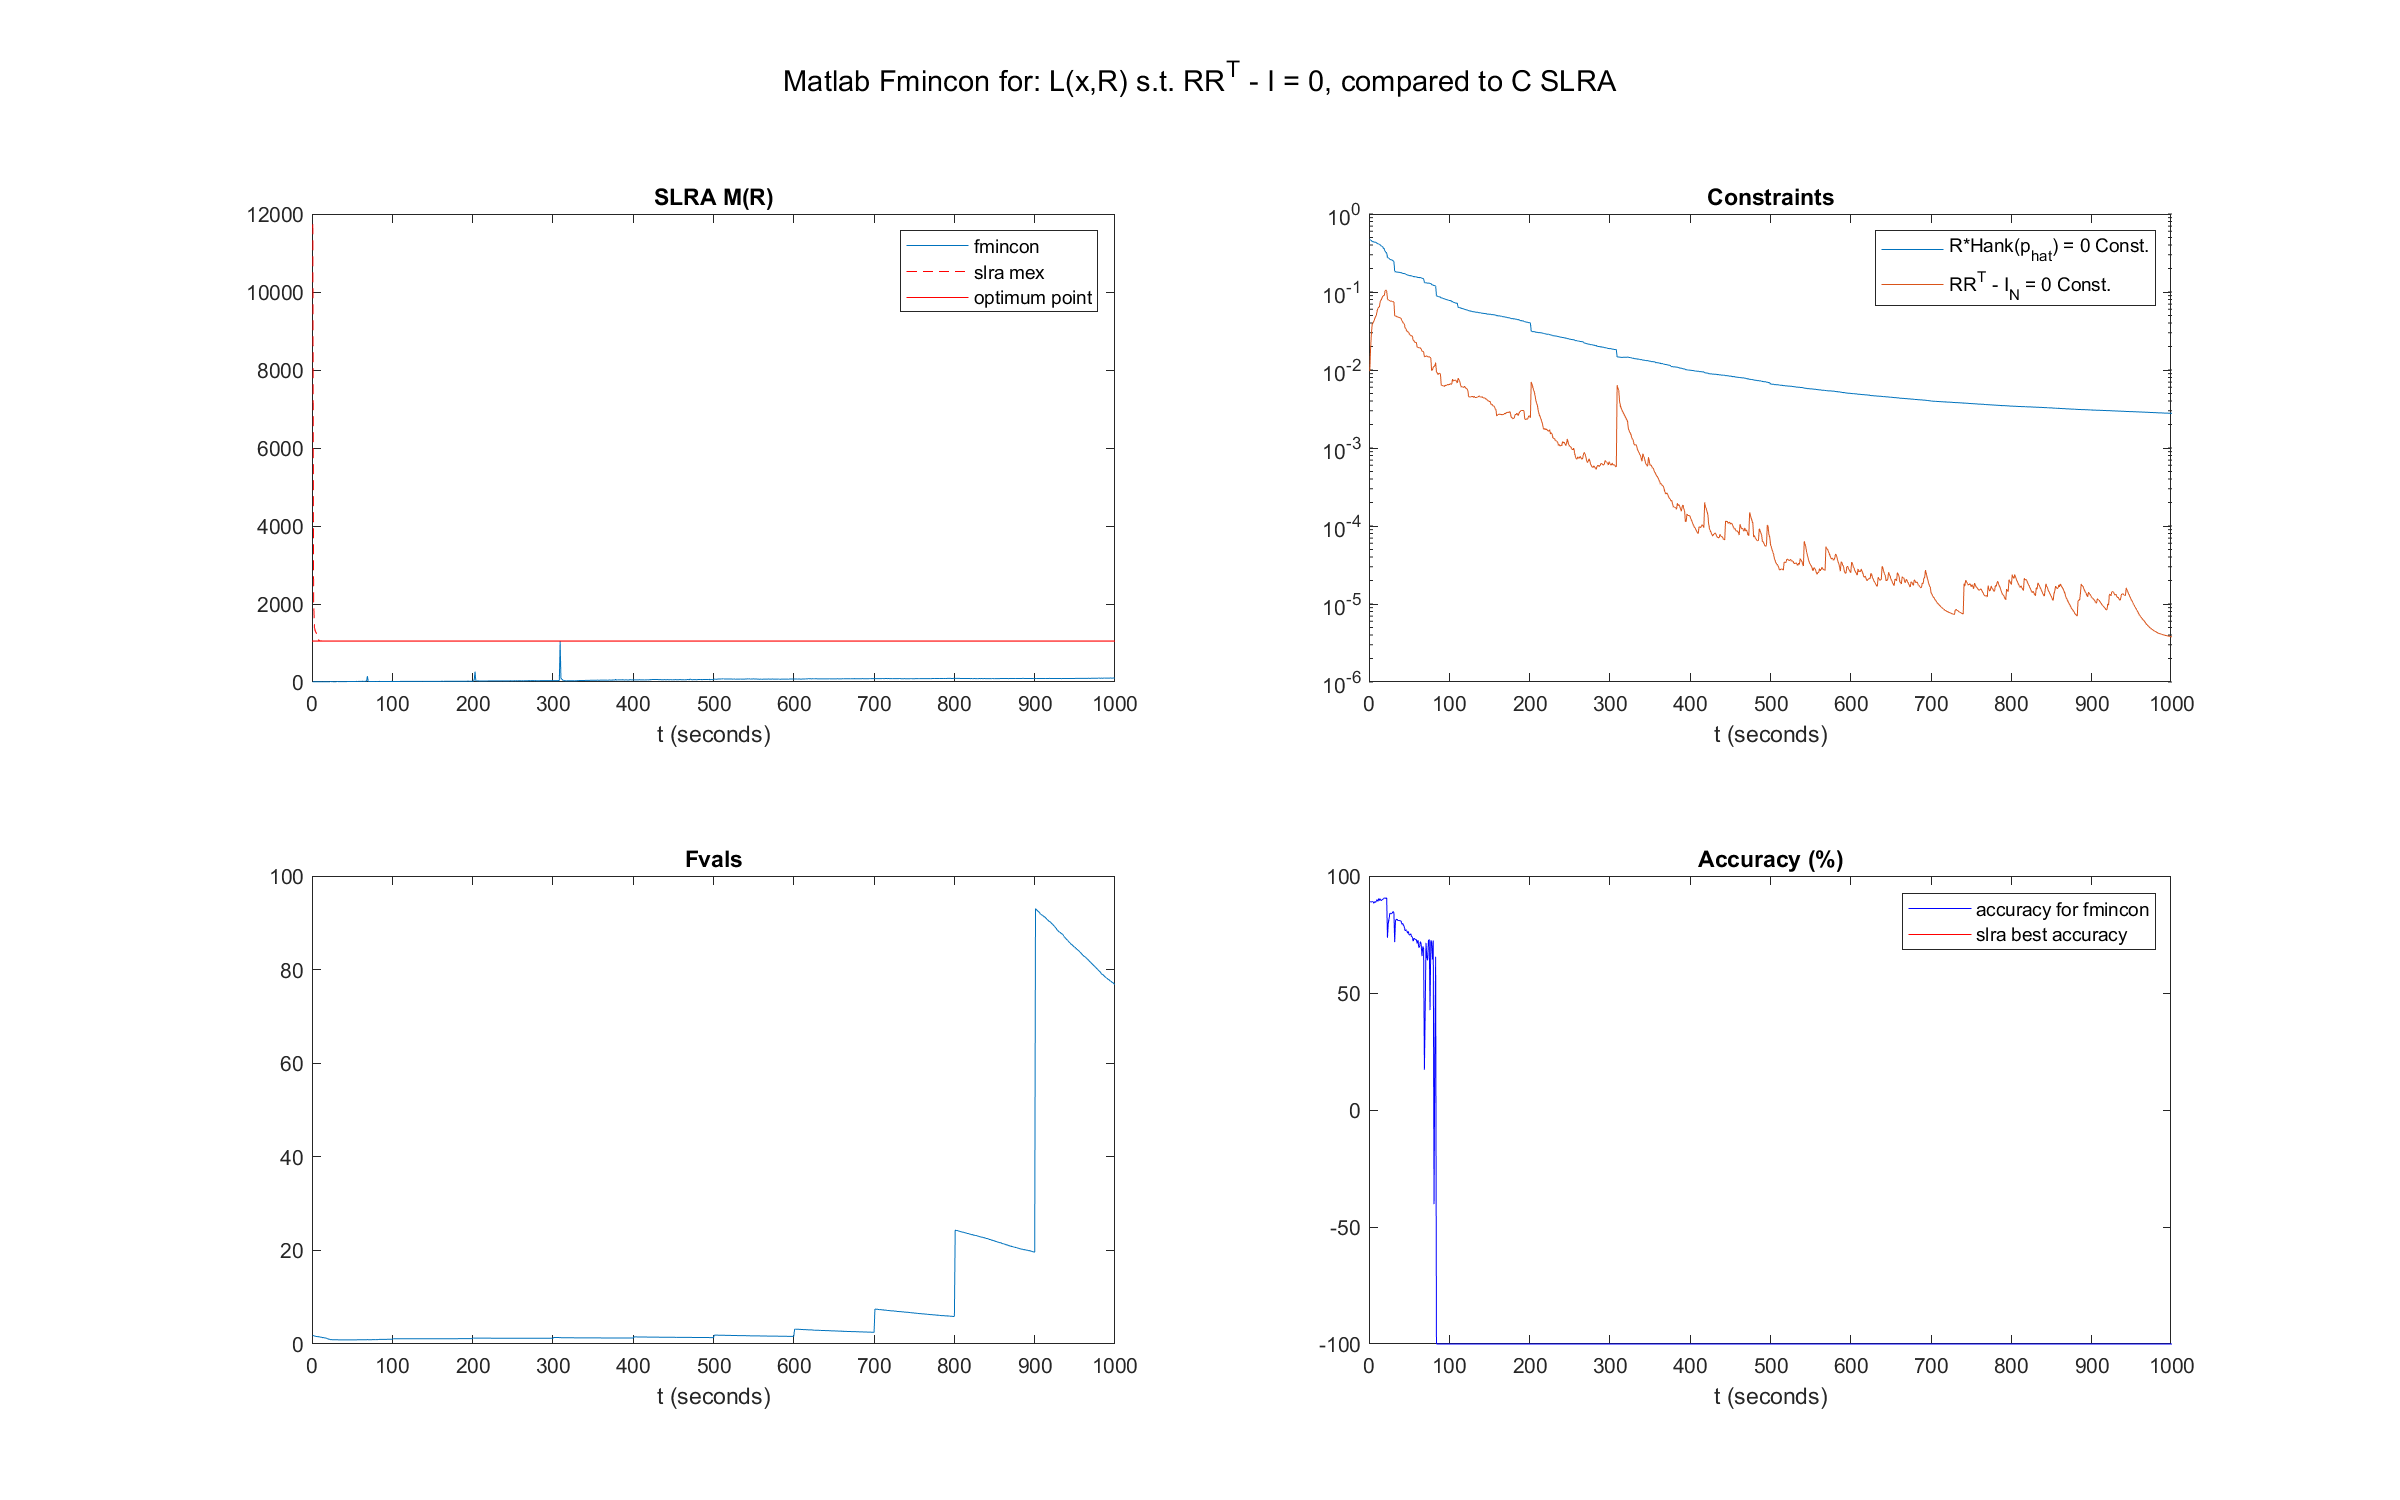 Matlab Fmincon for: L(x,R) s.t. RR^T - I = 0, compared to C SLRA
SLRA M(R)
12000
10000
8000
6000
4000
2000
0
fmincon
slra mex
optimum point
0 100 200 300 400 500 600 700 800 900 1000
t (seconds)
Constraints
10^0
10^-1
10^-2
10^-3
10^-4
10^-5
10^-6
R*Hank(p_hat) = 0 Const.
RR^T - I_N = 0 Const.
0 100 200 300 400 500 600 700 800 900 1000
t (seconds)
Fvals
100
80
60
40
20
0
0 100 200 300 400 500 600 700 800 900 1000
t (seconds)
Accuracy (%)
100
50
0
-50
-100
accuracy for fmincon
slra best accuracy
0 100 200 300 400 500 600 700 800 900 1000
t (seconds)